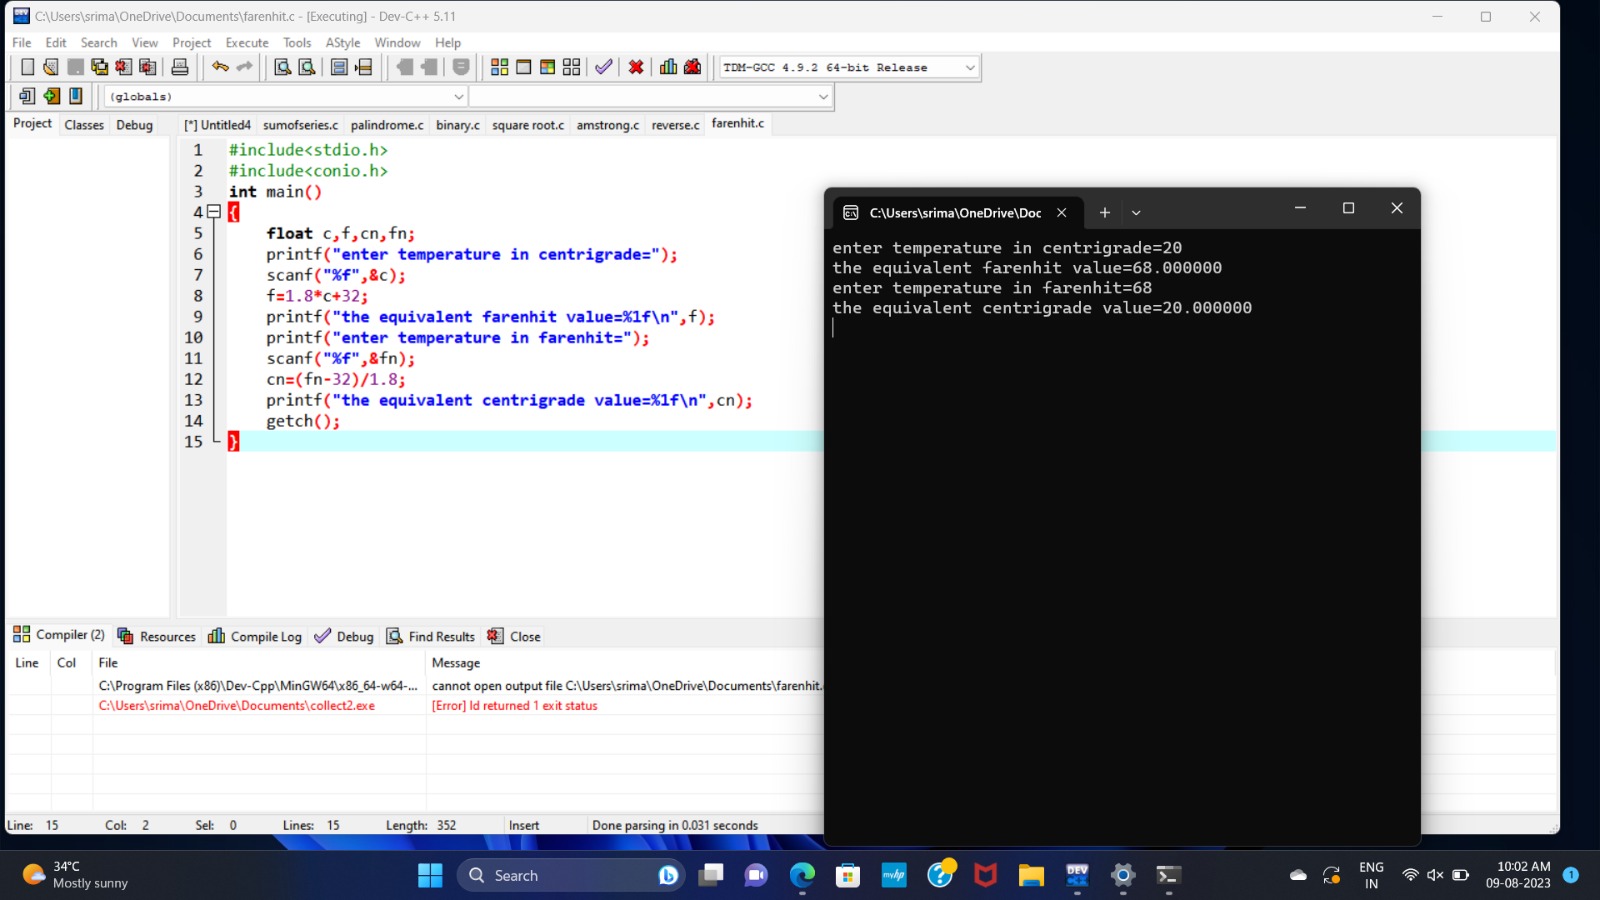 C:\Users\srima\OneDrive\Documents\farenhit.c - [Executing] - Dev-C++ 5.11
File Edit Search View Project Execute Tools AStyle Window Help
TDM-GCC 4.9.2 64-bit Release
(globals)
Project Classes Debug
[*] Untitled4 sumofseries.c palindrome.c binary.c square root.c amstrong.c reverse.c farenhit.c
1 #include<stdio.h>
2 #include<conio.h>
3 int main()
4 {
5 float c,f,cn,fn;
6 printf("enter temperature in centrigrade=");
7 scanf("%f",&c);
8 f=1.8*c+32;
9 printf("the equivalent farenhit value=%1f\n",f);
10 printf("enter temperature in farenhit=");
11 scanf("%f",&fn);
12 cn=(fn-32)/1.8;
13 printf("the equivalent centrigrade value=%1f\n",cn);
14 getch();
15 }
C:\Users\srima\OneDrive\Doc
enter temperature in centrigrade=20
the equivalent farenhit value=68.000000
enter temperature in farenhit=68
the equivalent centrigrade value=20.000000
Compiler (2) Resources Compile Log Debug Find Results Close
Line Col File Message
C:\Program Files (x86)\Dev-Cpp\MinGW64\x86_64-w64-... cannot open output file C:\Users\srima\OneDrive\Documents\farenhit.
C:\Users\srima\OneDrive\Documents\collect2.exe [Error] ld returned 1 exit status
Line: 15 Col: 2 Sel: 0 Lines: 15 Length: 352 Insert Done parsing in 0.031 seconds
34°C
Mostly sunny
Search
DEV
myhp
ENG
IN
10:02 AM
09-08-2023
1